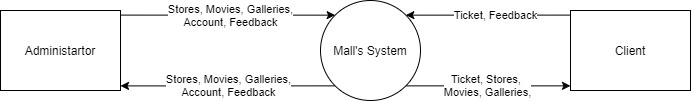 Stores, Movies, Galleries,
Account, Feedback
Ticket, Feedback
Administartor
Mall's System
Client
Stores, Movies, Galleries,
Account, Feedback
Ticket, Stores,
Movies, Galleries,